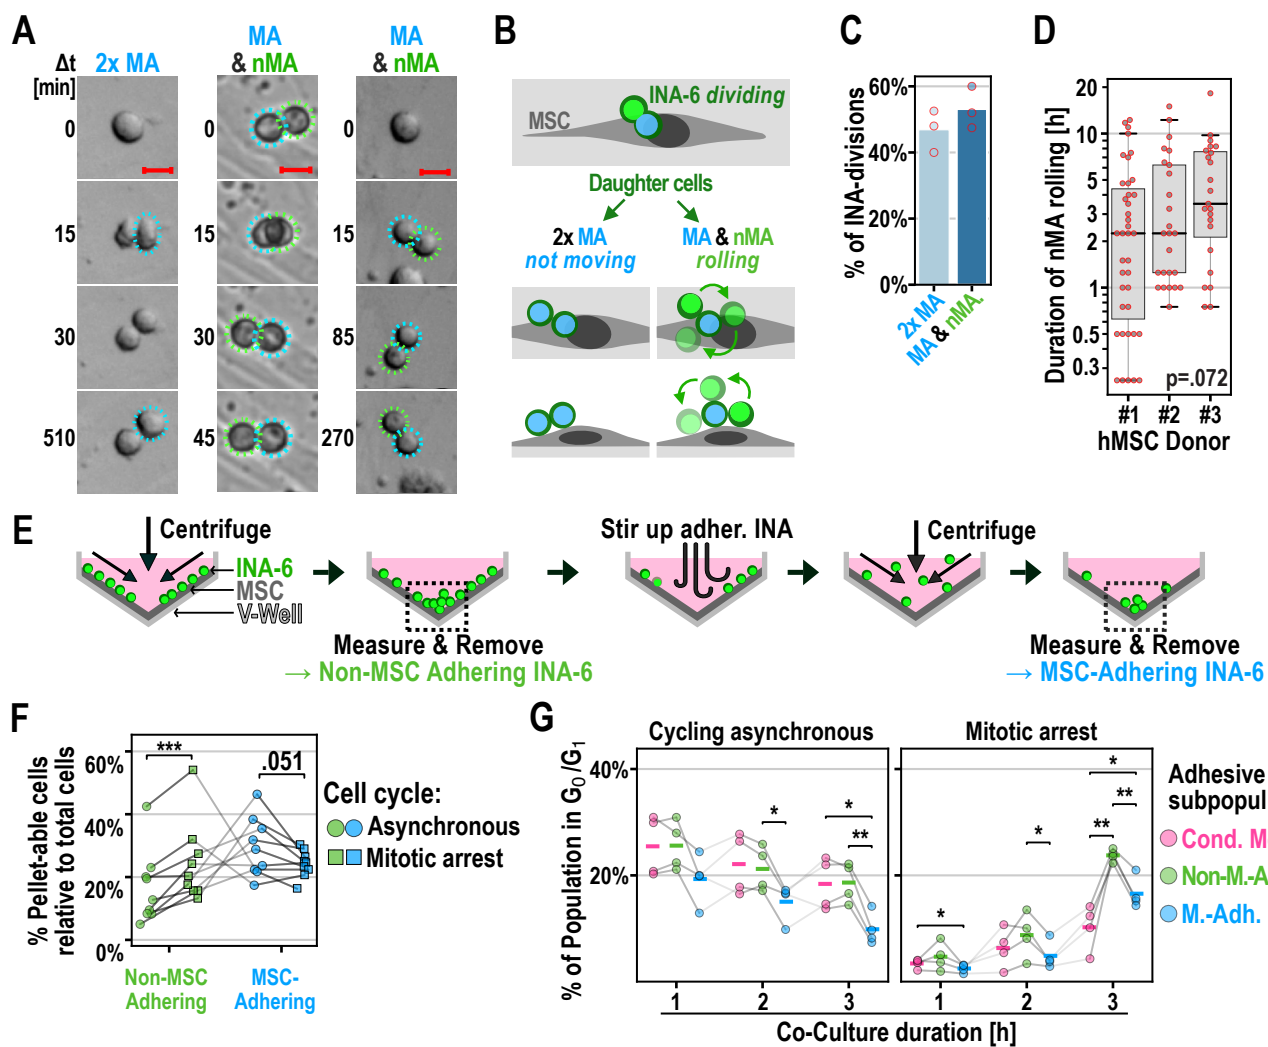 A
Δt
[min]
2x MA
MA
& nMA
MA
& nMA
0
0
0
15
15
15
30
30
85
510
45
270
B
INA-6 dividing
MSC
Daughter cells
2x MA
not moving
MA & nMA
rolling
C
% of INA-divisions
60%
40%
20%
0%
2x MA
MA & nMA.
D
Duration of nMA rolling [h]
20
10
5
3
2
1
0.5
0.3
p=.072
#1 #2 #3
hMSC Donor
E
Centrifuge
INA-6
MSC
V-Well
Measure & Remove
→ Non-MSC Adhering INA-6
Stir up adher. INA
Centrifuge
Measure & Remove
→ MSC-Adhering INA-6
F
% Pellet-able cells
relative to total cells
60%
40%
20%
0%
***
.051
Non-MSC
Adhering
MSC-
Adhering
Cell cycle:
Asynchronous
Mitotic arrest
G
% of Population in G0/G1
Cycling asynchronous
Mitotic arrest
40%
20%
*
*
**
*
*
*
**
**
1 2 3
1 2 3
Co-Culture duration [h]
Adhesive
subpopul
Cond. M
Non-M.-A
M.-Adh.